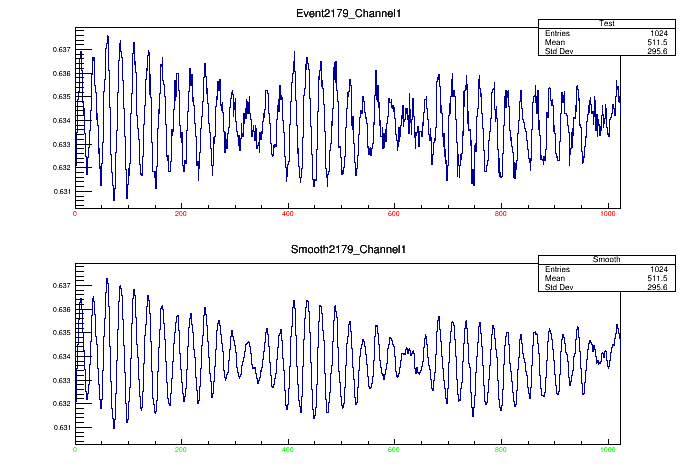 Event2179_Channel1
Test
Entries 1024
Mean 511.5
Std Dev 295.6
0.637
0.636
0.635
0.634
0.633
0.632
0.631
0 200 400 600 800 1000
Smooth2179_Channel1
Smooth
Entries 1024
Mean 511.5
Std Dev 295.6
0.637
0.636
0.635
0.634
0.633
0.632
0.631
0 200 400 600 800 1000